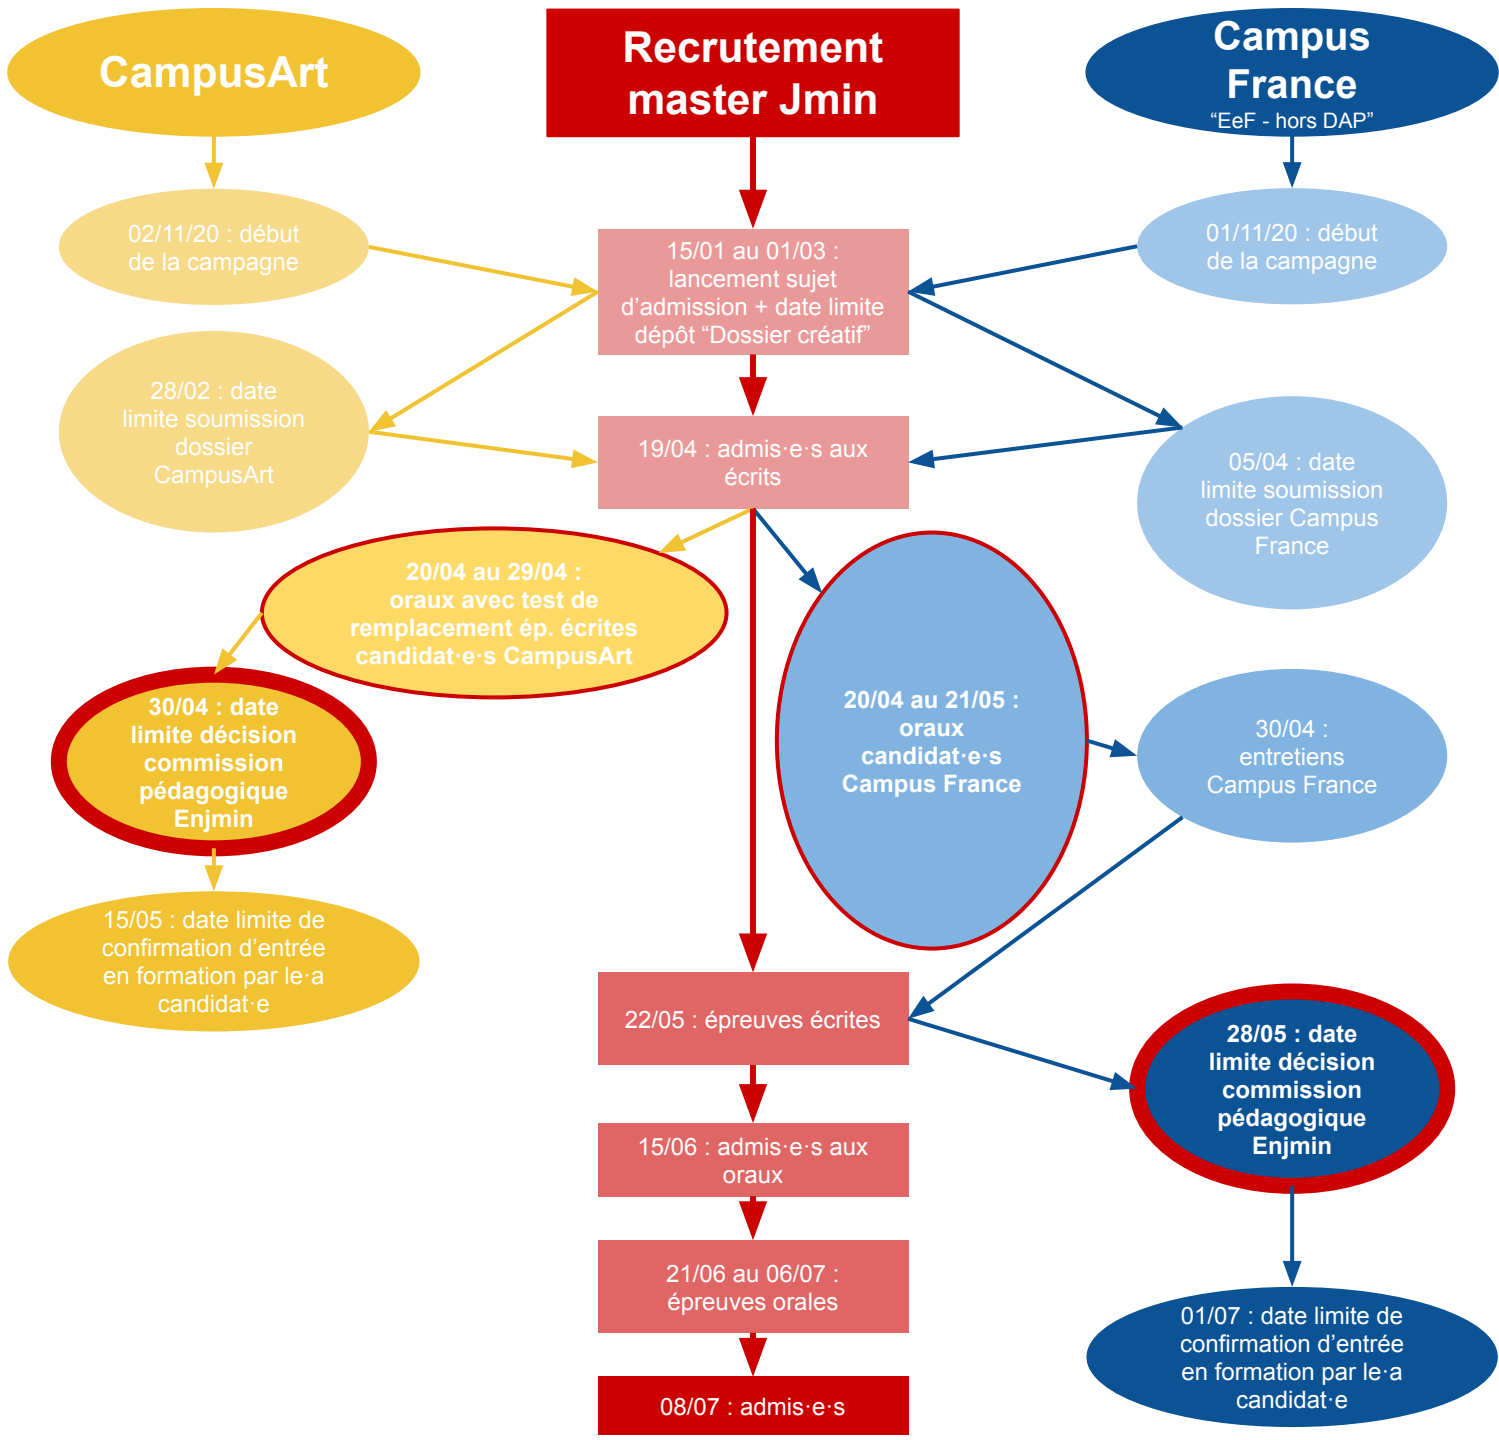 CampusArt
Recrutement
master Jmin
Campus
France
“EeF - hors DAP”
02/11/20 : début
de la campagne
15/01 au 01/03 :
lancement sujet
d’admission + date limite
dépôt “Dossier créatif”
01/11/20 : début
de la campagne
28/02 : date
limite soumission
dossier
CampusArt
19/04 : admis·e·s aux
écrits
05/04 : date
limite soumission
dossier Campus
France
20/04 au 29/04 :
oraux avec test de
remplacement ép. écrites
candidat·e·s CampusArt
20/04 au 21/05 :
oraux
candidat·e·s
Campus France
30/04 :
entretiens
Campus France
30/04 : date
limite décision
commission
pédagogique
Enjmin
15/05 : date limite de
confirmation d’entrée
en formation par le·a
candidat·e
22/05 : épreuves écrites
28/05 : date
limite décision
commission
pédagogique
Enjmin
15/06 : admis·e·s aux
oraux
21/06 au 06/07 :
épreuves orales
01/07 : date limite de
confirmation d’entrée
en formation par le·a
candidat·e
08/07 : admis·e·s